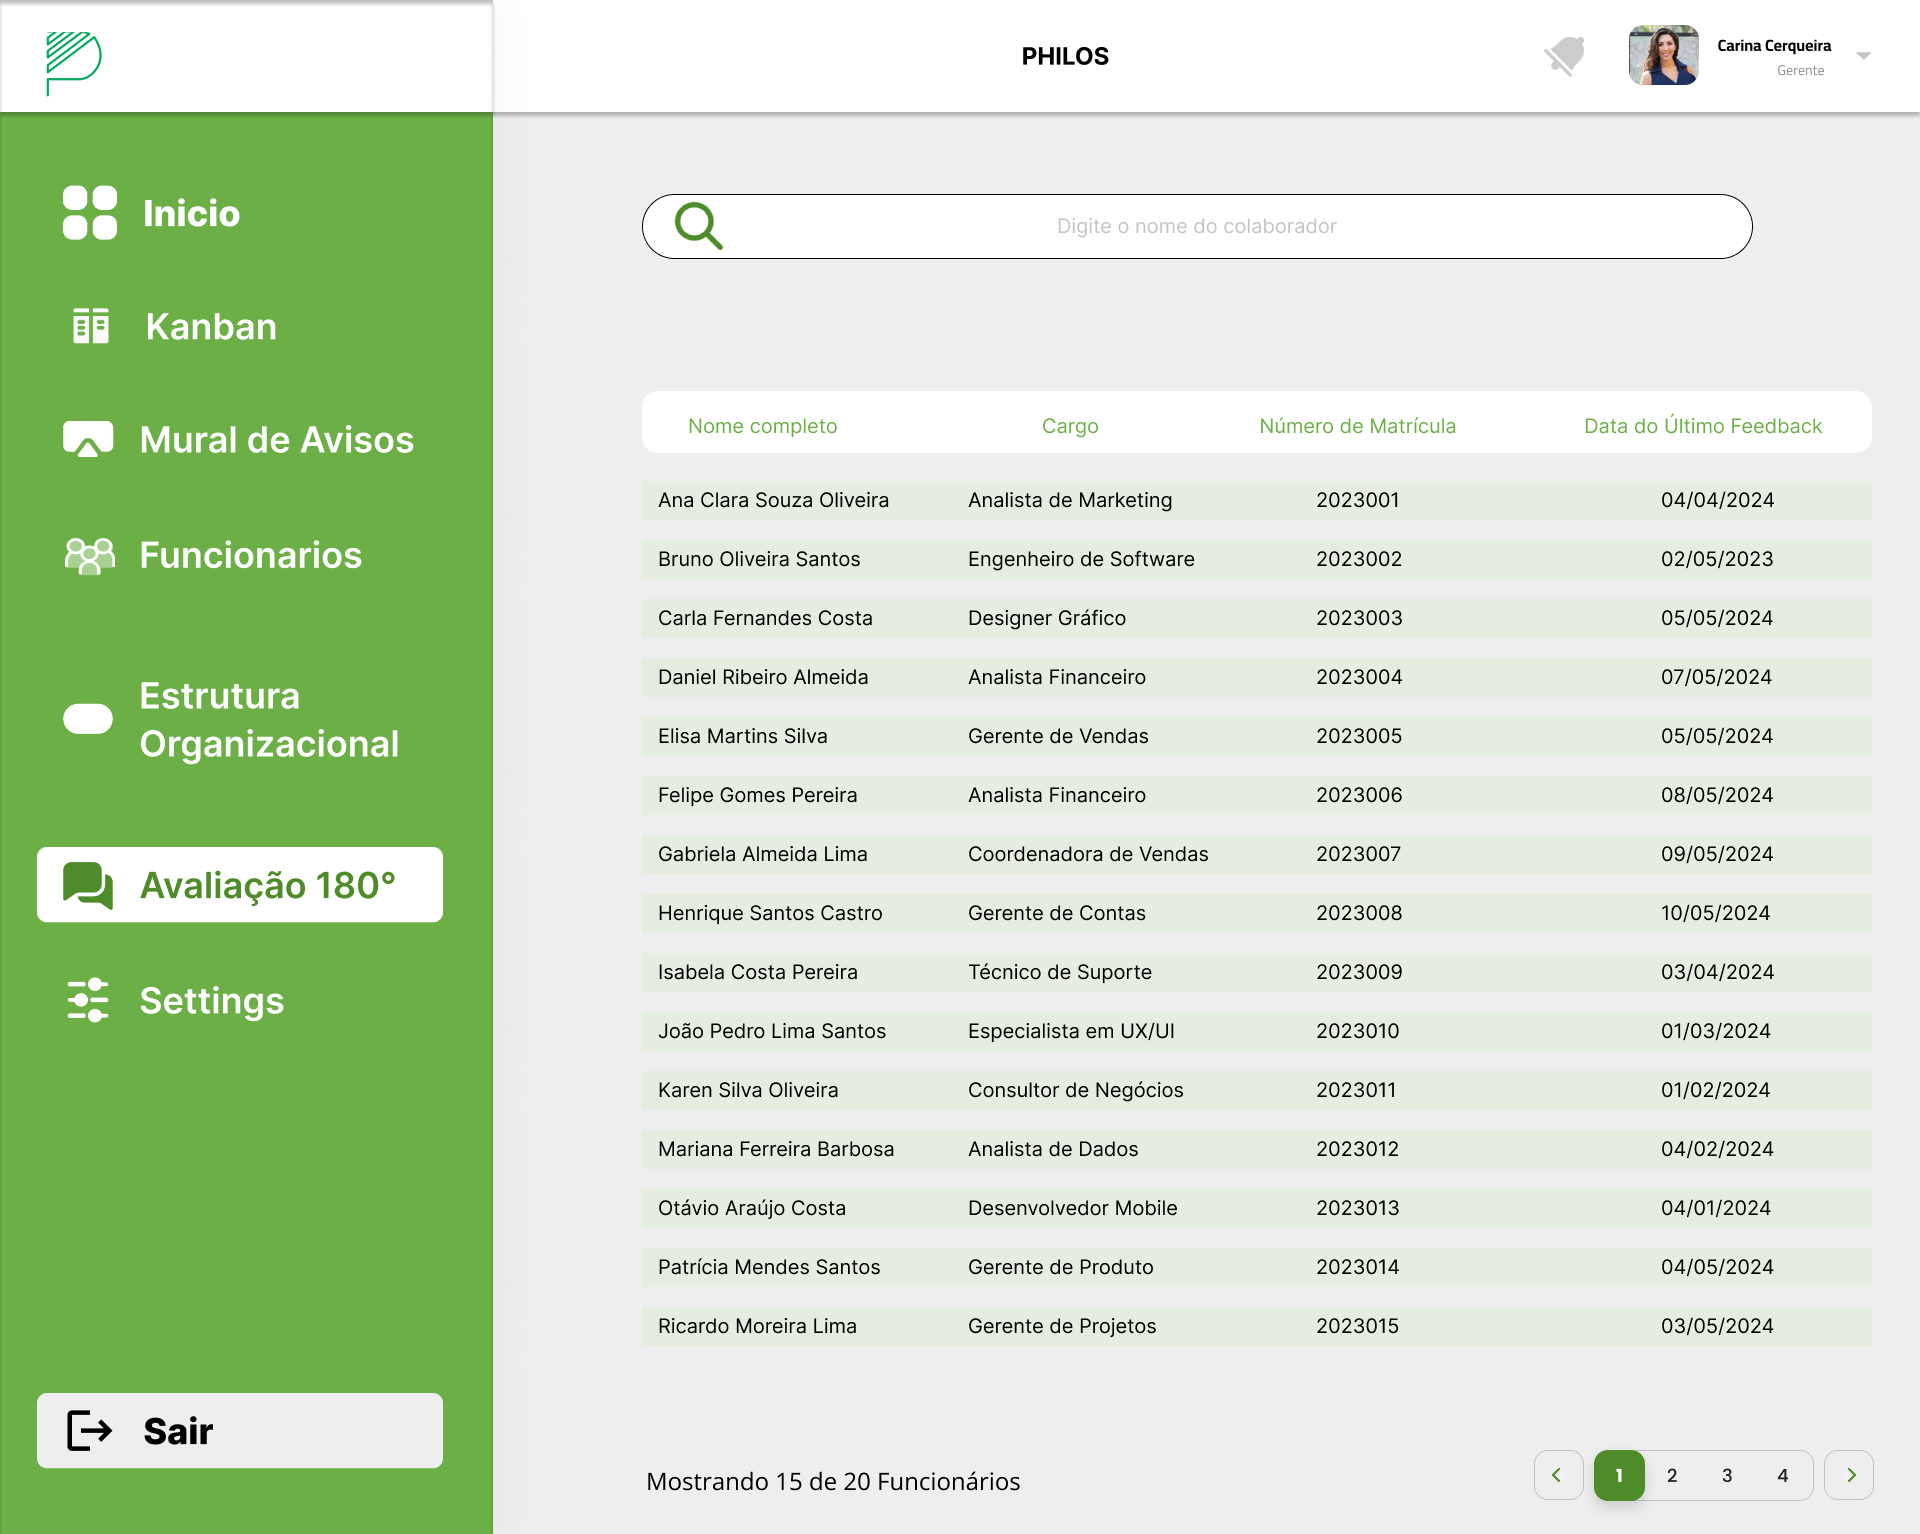 PHILOS
Carina Cerqueira
Gerente
Inicio
Kanban
Mural de Avisos
Funcionarios
Estrutura
Organizacional
Avaliação 180°
Settings
Sair
Digite o nome do colaborador
Nome completo Cargo Número de Matrícula Data do Último Feedback
Ana Clara Souza Oliveira Analista de Marketing 2023001 04/04/2024
Bruno Oliveira Santos Engenheiro de Software 2023002 02/05/2023
Carla Fernandes Costa Designer Gráfico 2023003 05/05/2024
Daniel Ribeiro Almeida Analista Financeiro 2023004 07/05/2024
Elisa Martins Silva Gerente de Vendas 2023005 05/05/2024
Felipe Gomes Pereira Analista Financeiro 2023006 08/05/2024
Gabriela Almeida Lima Coordenadora de Vendas 2023007 09/05/2024
Henrique Santos Castro Gerente de Contas 2023008 10/05/2024
Isabela Costa Pereira Técnico de Suporte 2023009 03/04/2024
João Pedro Lima Santos Especialista em UX/UI 2023010 01/03/2024
Karen Silva Oliveira Consultor de Negócios 2023011 01/02/2024
Mariana Ferreira Barbosa Analista de Dados 2023012 04/02/2024
Otávio Araújo Costa Desenvolvedor Mobile 2023013 04/01/2024
Patrícia Mendes Santos Gerente de Produto 2023014 04/05/2024
Ricardo Moreira Lima Gerente de Projetos 2023015 03/05/2024
Mostrando 15 de 20 Funcionários
1 2 3 4